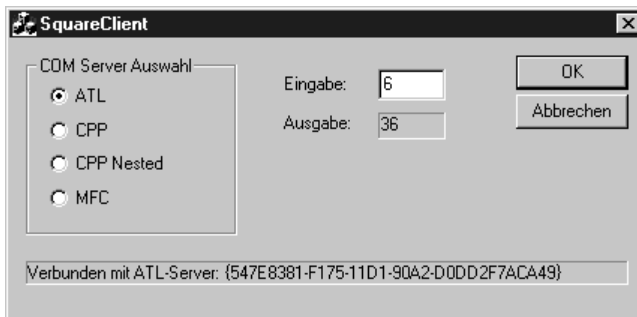 SquareClient
COM Server Auswahl
ATL
CPP
CPP Nested
MFC
Eingabe: 6
Ausgabe: 36
OK
Abbrechen
Verbunden mit ATL-Server: {547E8381-F175-11D1-90A2-D0DD2F7ACA49}